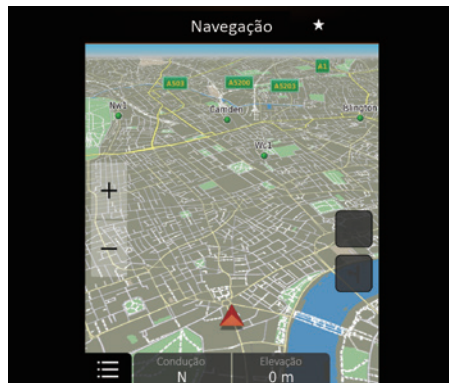 Navegação
A1
A503
A5200
A5203
Nw1
Camden
Islington
Wc1
+
−
Condução
N
Elevação
0 m